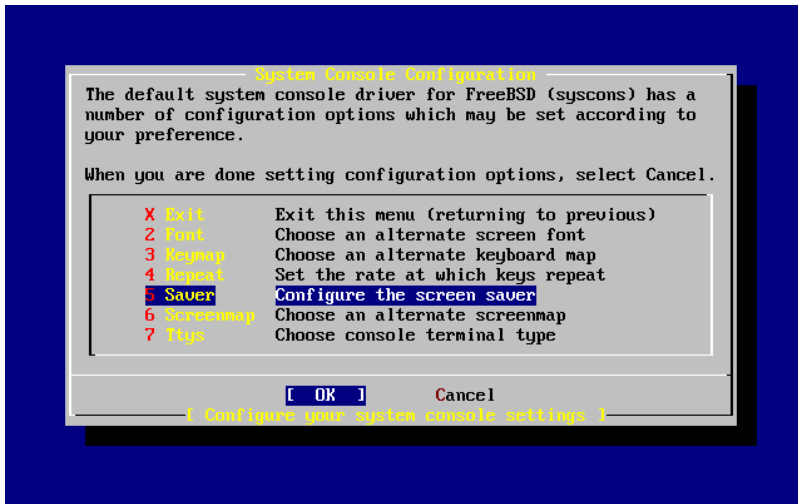 System Console Configuration
The default system console driver for FreeBSD (syscons) has a
number of configuration options which may be set according to
your preference.
When you are done setting configuration options, select Cancel.
X Exit Exit this menu (returning to previous)
2 Font Choose an alternate screen font
3 Keymap Choose an alternate keyboard map
4 Repeat Set the rate at which keys repeat
5 Saver Configure the screen saver
6 Screenmap Choose an alternate screenmap
7 Ttys Choose console terminal type
[ OK ] Cancel
[ Configure your system console settings ]